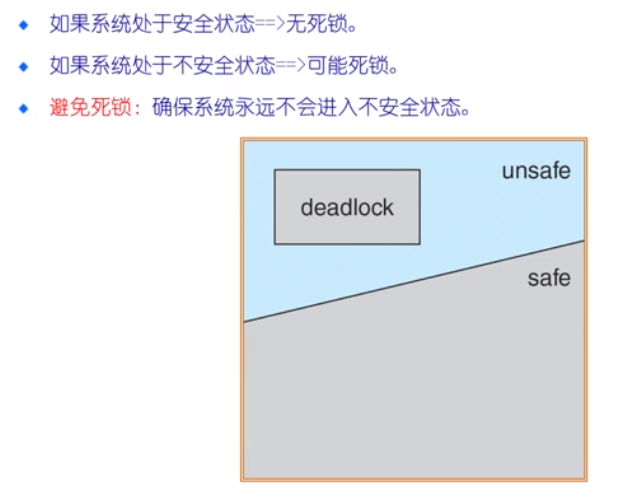 如果系统处于安全状态==>无死锁。
如果系统处于不安全状态==>可能死锁。
避免死锁：确保系统永远不会进入不安全状态。
unsafe
deadlock
safe